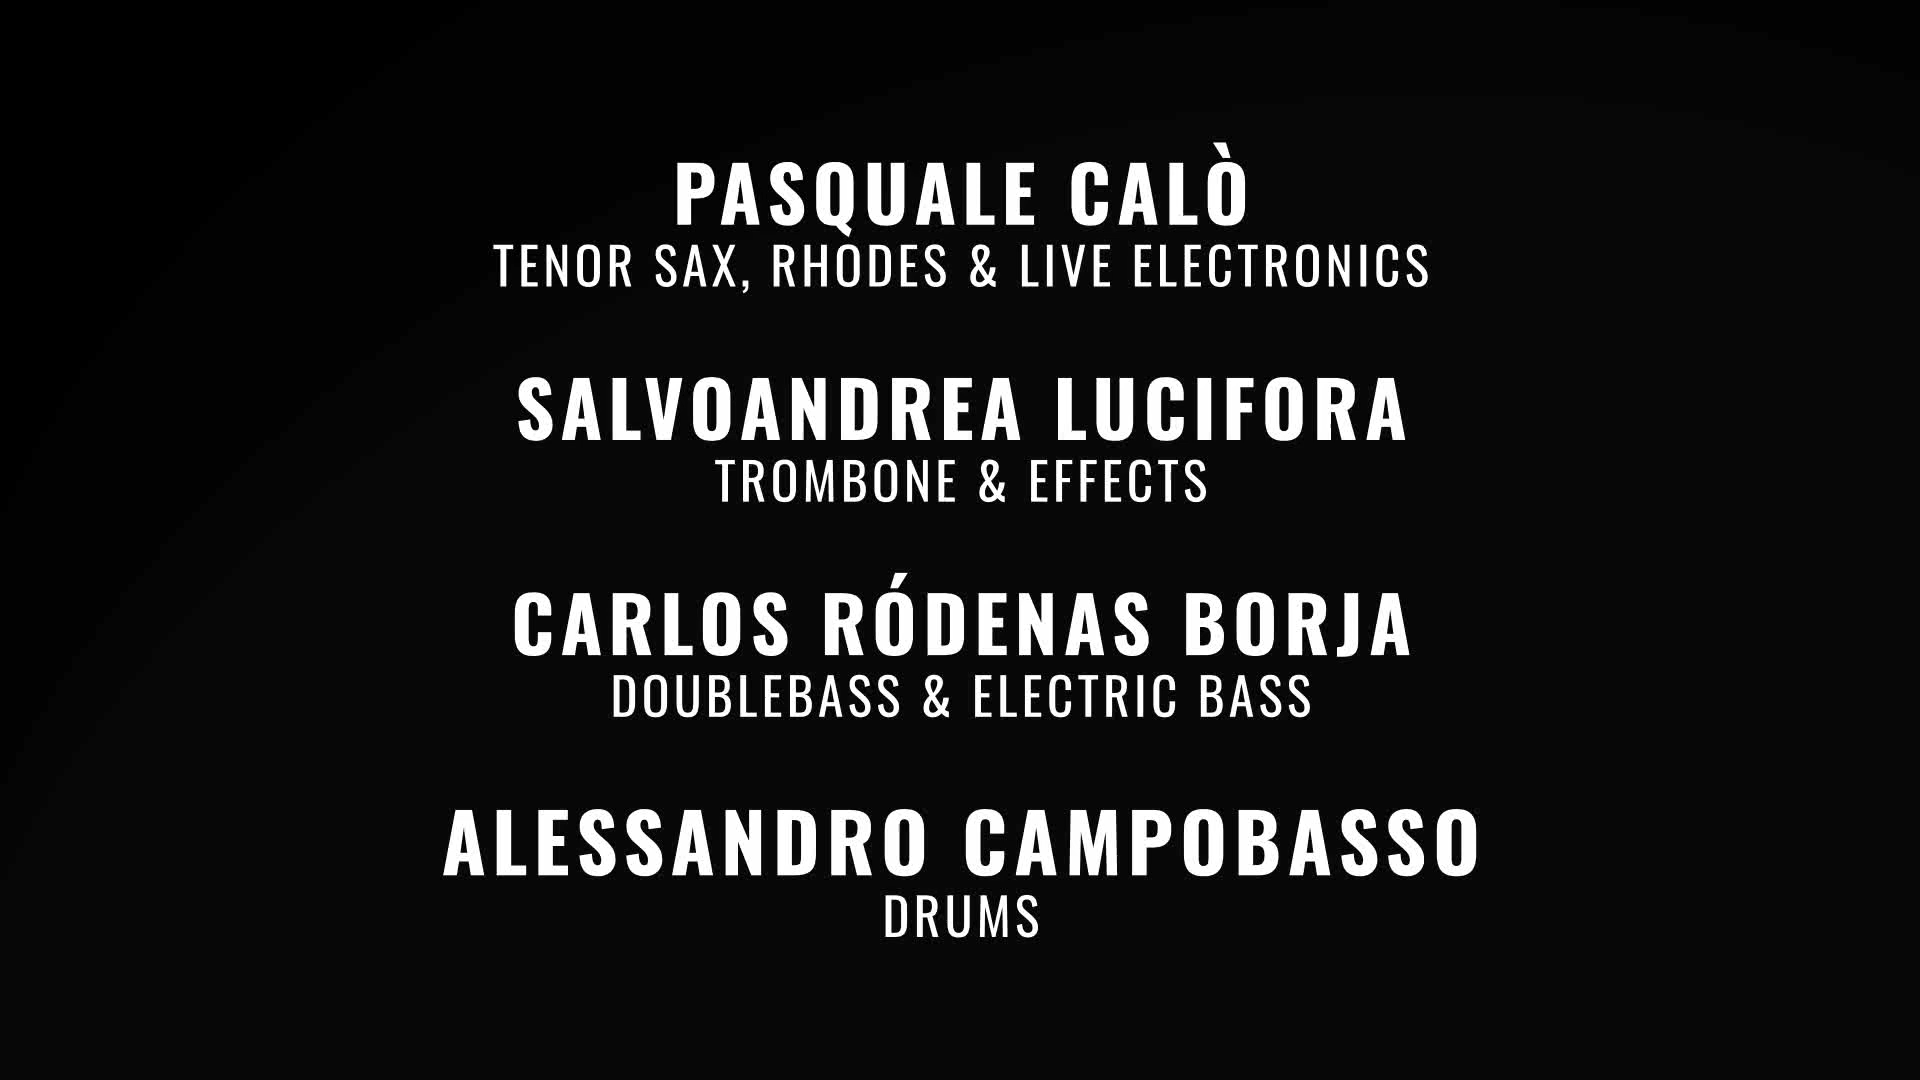 PASQUALE CALÒ
TENOR SAX, RHODES & LIVE ELECTRONICS
SALVOANDREA LUCIFORA
TROMBONE & EFFECTS
CARLOS RÓDENAS BORJA
DOUBLEBASS & ELECTRIC BASS
ALESSANDRO CAMPOBASSO
DRUMS